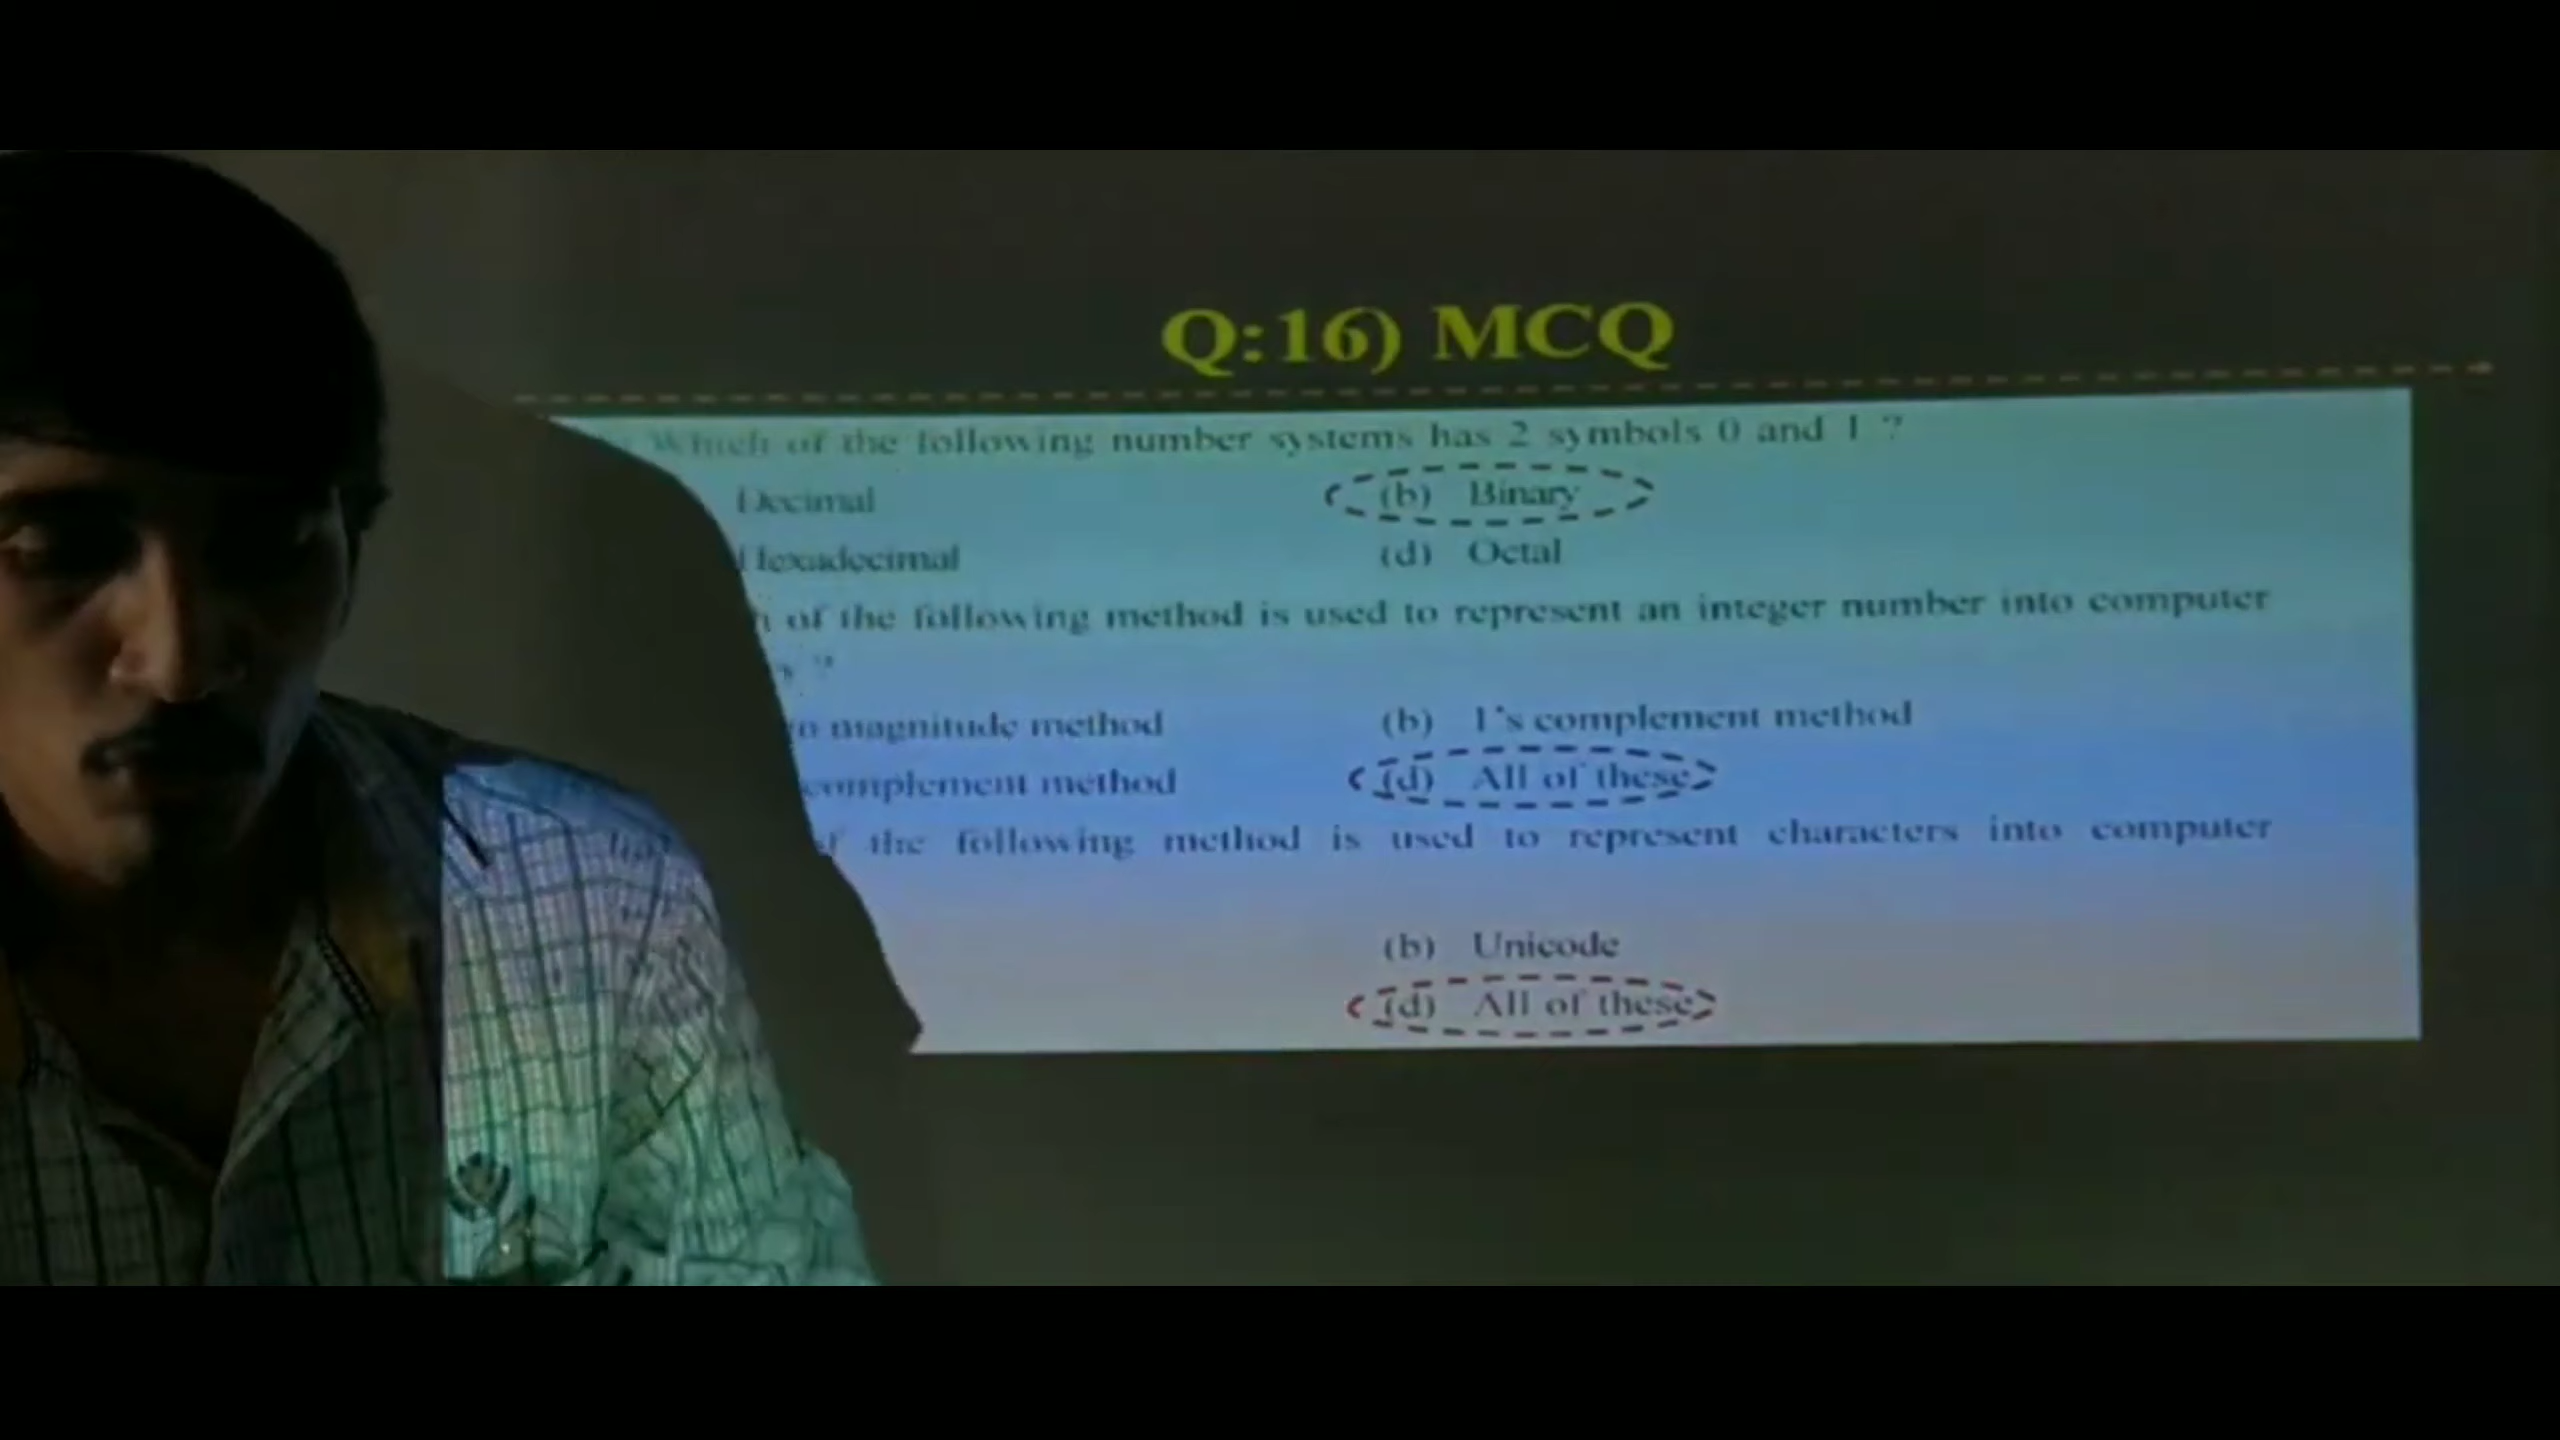 Q:16) MCQ
Which of the following number systems has 2 symbols 0 and 1 ?
Decimal (b) Binary
Hexadecimal (d) Octal
of the following method is used to represent an integer number into computer
?
magnitude method (b) 1's complement method
complement method (d) All of these
the following method is used to represent characters into computer
(b) Unicode
(d) All of these